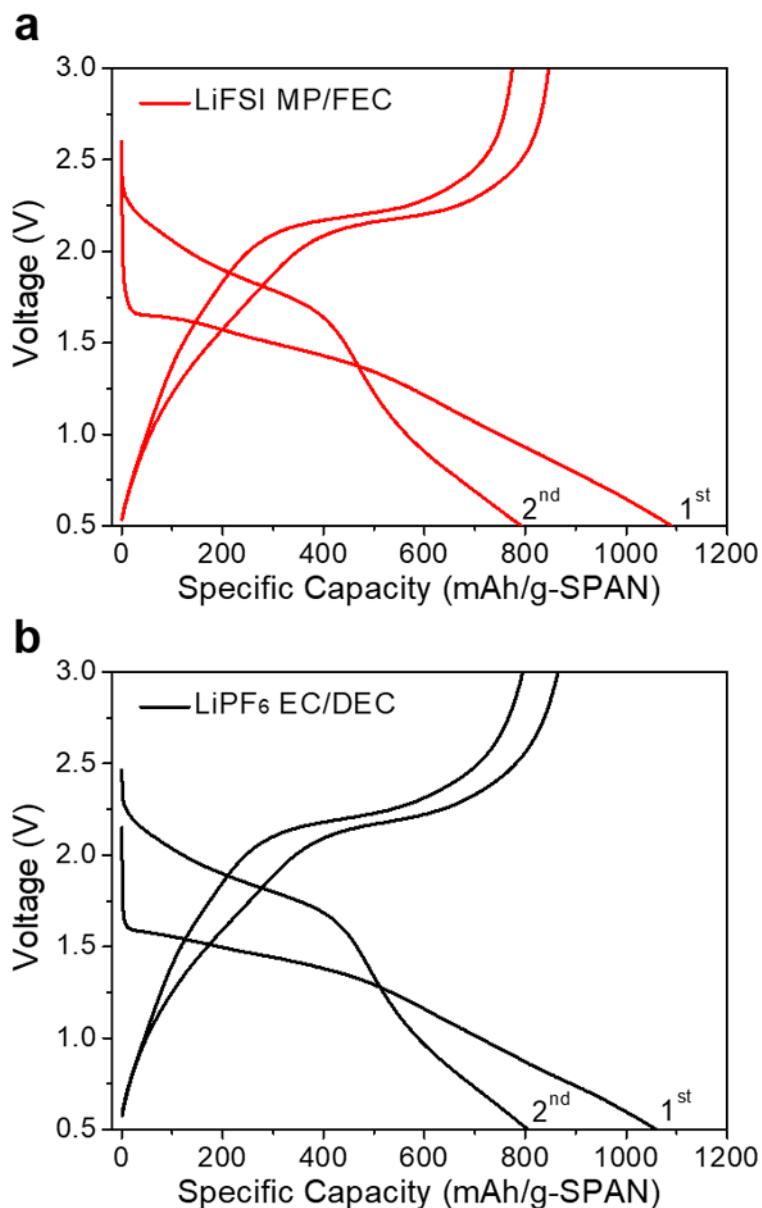 a
3.0
LiFSI MP/FEC
2.5
2.0
1.5
1.0
0.5
Voltage (V)
2nd
1st
0 200 400 600 800 1000 1200
Specific Capacity (mAh/g-SPAN)
b
3.0
LiPF6 EC/DEC
2.5
2.0
1.5
1.0
0.5
Voltage (V)
2nd
1st
0 200 400 600 800 1000 1200
Specific Capacity (mAh/g-SPAN)